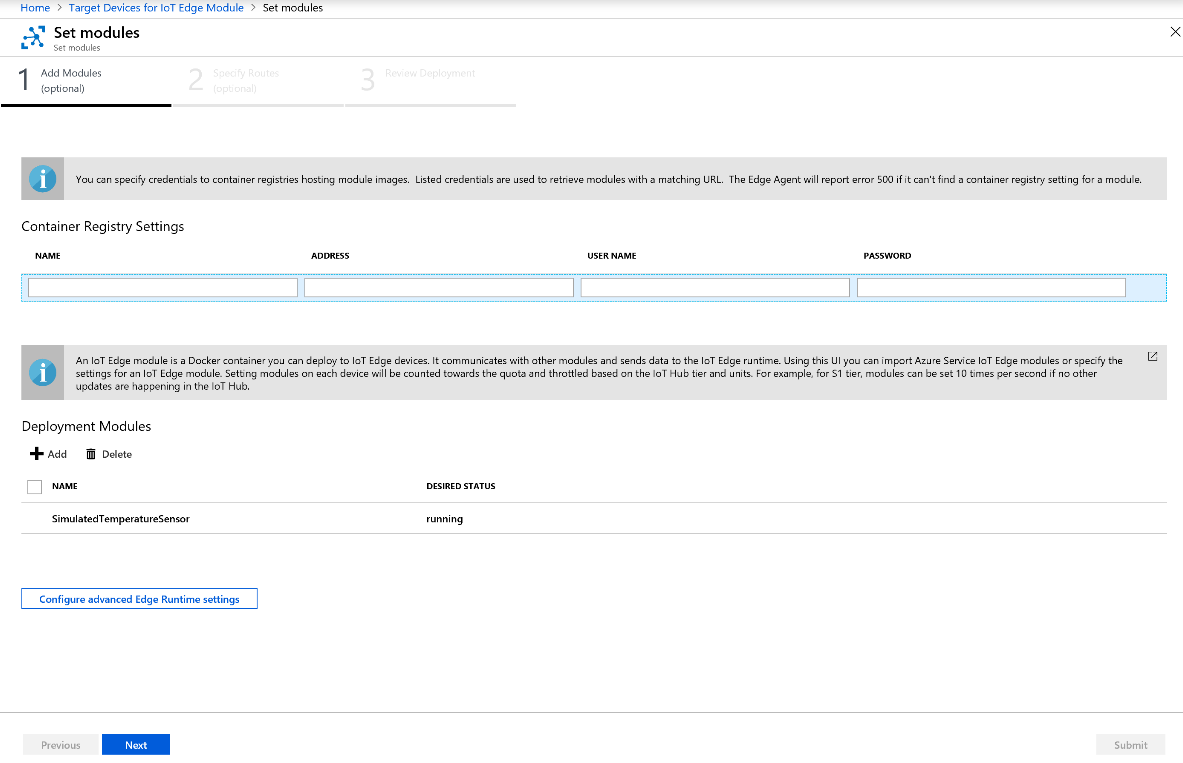 Home > Target Devices for IoT Edge Module > Set modules
Set modules
Set modules
1 Add Modules
(optional)
2 Specify Routes
(optional)
3 Review Deployment
You can specify credentials to container registries hosting module images. Listed credentials are used to retrieve modules with a matching URL. The Edge Agent will report error 500 if it can't find a container registry setting for a module.
Container Registry Settings
NAME ADDRESS USER NAME PASSWORD
An IoT Edge module is a Docker container you can deploy to IoT Edge devices. It communicates with other modules and sends data to the IoT Edge runtime. Using this UI you can import Azure Service IoT Edge modules or specify the
settings for an IoT Edge module. Setting modules on each device will be counted towards the quota and throttled based on the IoT Hub tier and units. For example, for S1 tier, modules can be set 10 times per second if no other
updates are happening in the IoT Hub.
Deployment Modules
Add Delete
NAME DESIRED STATUS
SimulatedTemperatureSensor running
Configure advanced Edge Runtime settings
Previous Next Submit